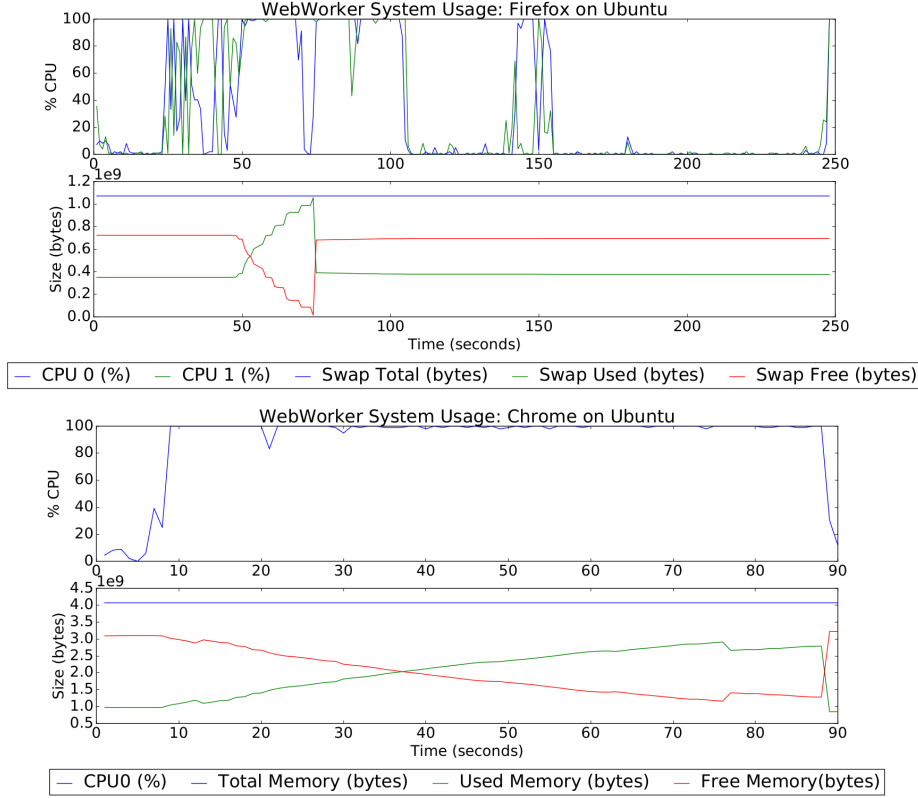 WebWorker System Usage: Firefox on Ubuntu
100
80
60
40
20
0
% CPU
0 50 100 150 200 250
1e9
1.2
1.0
0.8
0.6
0.4
0.2
0.0
Size (bytes)
0 50 100 150 200 250
Time (seconds)
CPU 0 (%) CPU 1 (%) Swap Total (bytes) Swap Used (bytes) Swap Free (bytes)
WebWorker System Usage: Chrome on Ubuntu
100
80
60
40
20
0
% CPU
0 10 20 30 40 50 60 70 80 90
1e9
4.5
4.0
3.5
3.0
2.5
2.0
1.5
1.0
0.5
Size (bytes)
0 10 20 30 40 50 60 70 80 90
Time (seconds)
CPU0 (%) Total Memory (bytes) Used Memory (bytes) Free Memory(bytes)